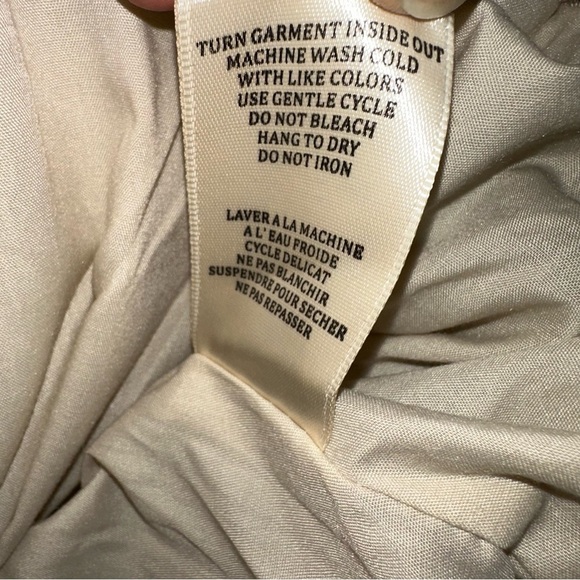 TURN GARMENT INSIDE OUT
MACHINE WASH COLD
WITH LIKE COLORS
USE GENTLE CYCLE
DO NOT BLEACH
HANG TO DRY
DO NOT IRON
LAVER A LA MACHINE
A L' EAU FROIDE
CYCLE DELICAT
NE PAS BLANCHIR
SUSPENDRE POUR SECHER
NE PAS REPASSER